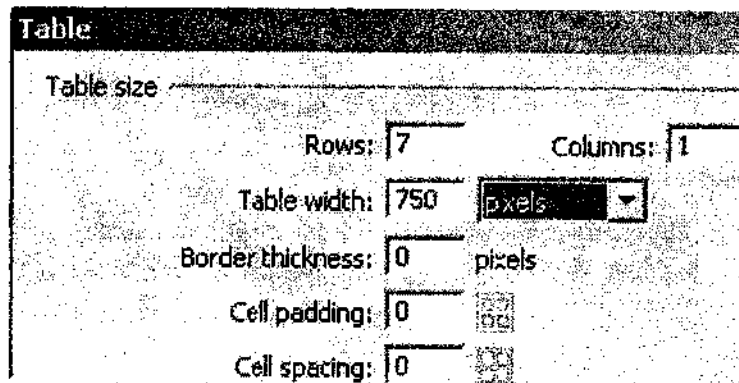 Table
Table size
Rows: 7 Columns: 1
Table width: 750 pixels
Border thickness: 0 pixels
Cell padding: 0
Cell spacing: 0